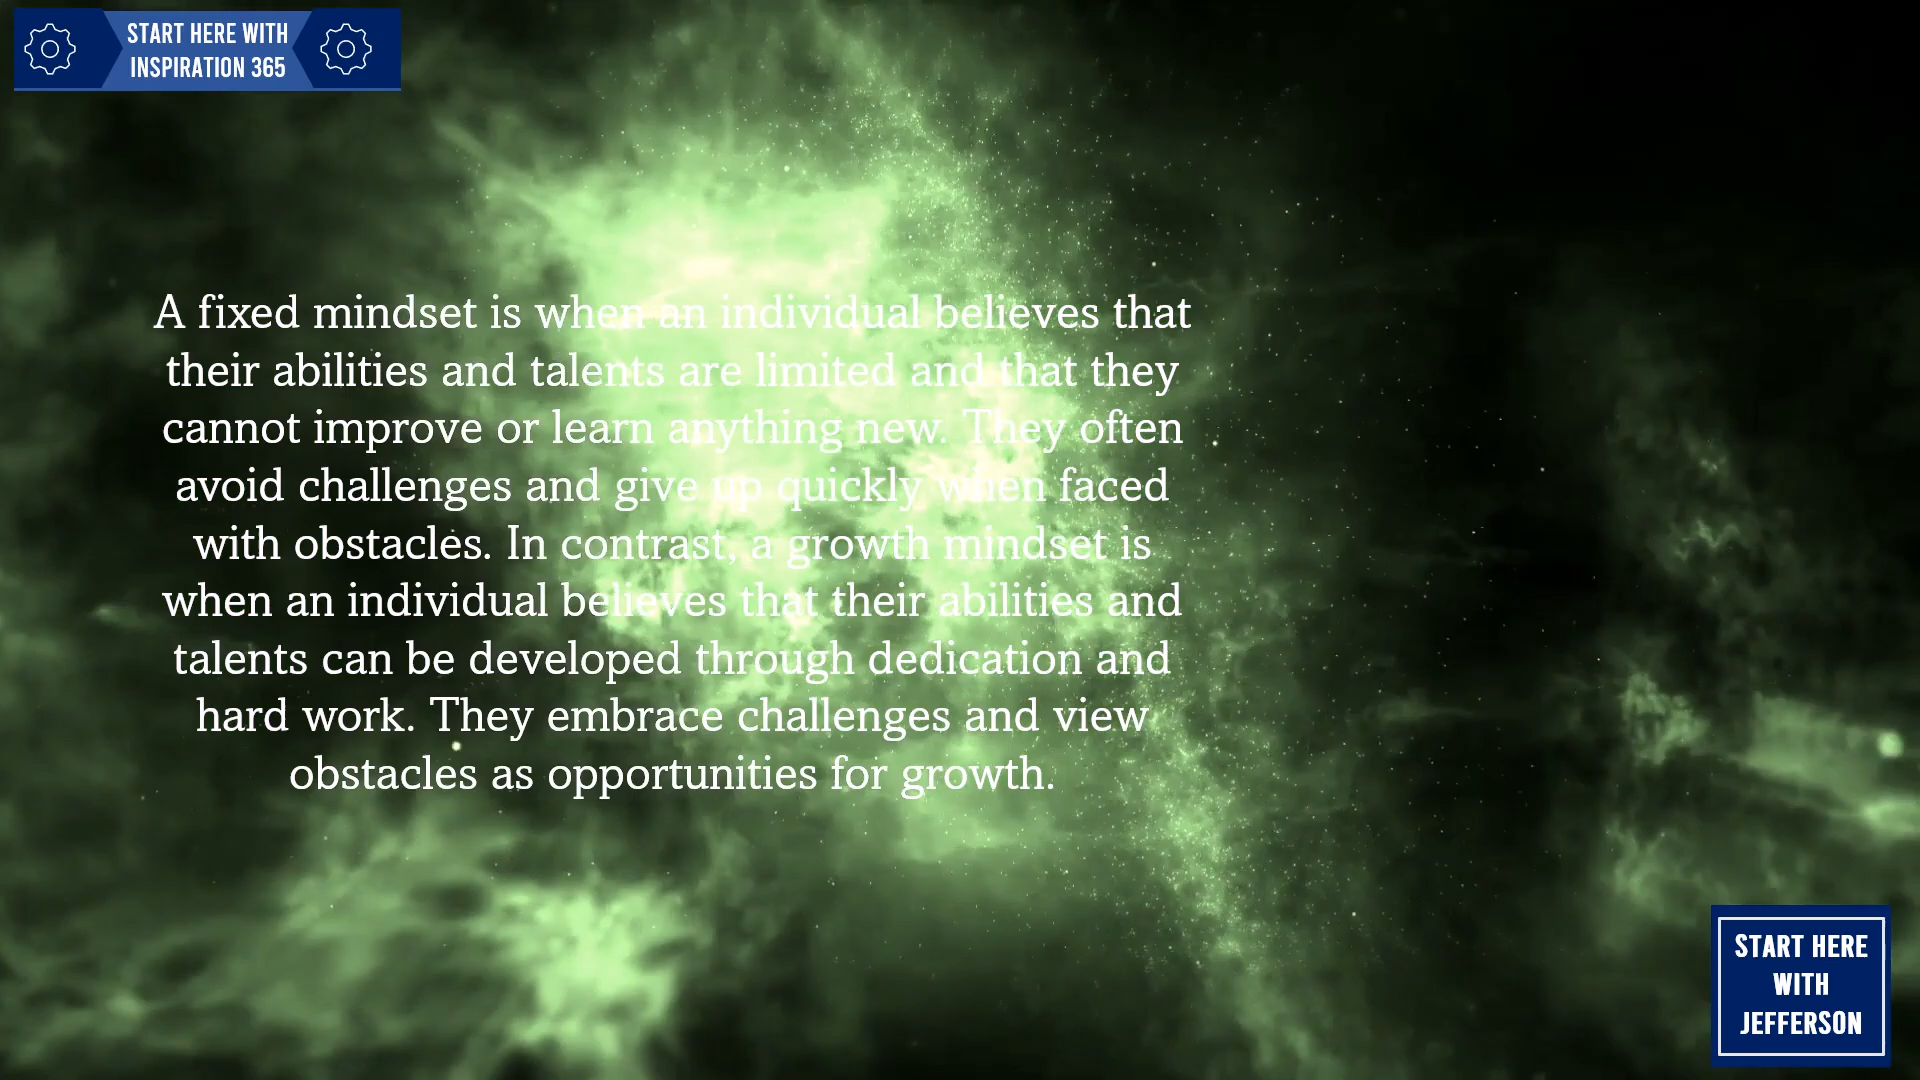 START HERE WITH
INSPIRATION 365
A fixed mindset is when an individual believes that
their abilities and talents are limited and that they
cannot improve or learn anything new. They often
avoid challenges and give up quickly when faced
with obstacles. In contrast, a growth mindset is
when an individual believes that their abilities and
talents can be developed through dedication and
hard work. They embrace challenges and view
obstacles as opportunities for growth.
START HERE
WITH
JEFFERSON